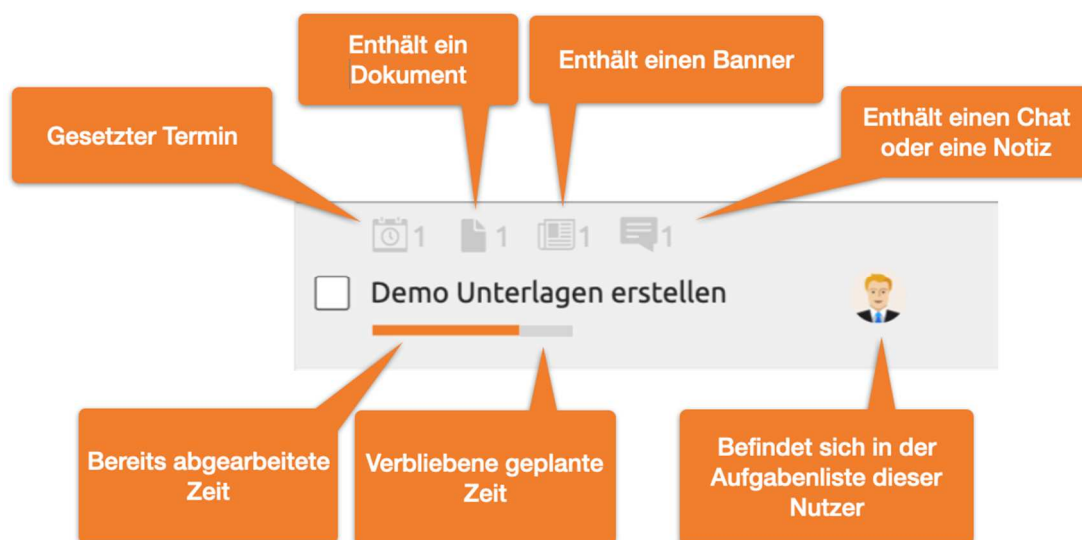 Enthält ein
Dokument
Enthält einen Banner
Gesetzter Termin
Enthält einen Chat
oder eine Notiz
1 1 1 1
Demo Unterlagen erstellen
Bereits abgearbeitete
Zeit
Verbliebene geplante
Zeit
Befindet sich in der
Aufgabenliste dieser
Nutzer